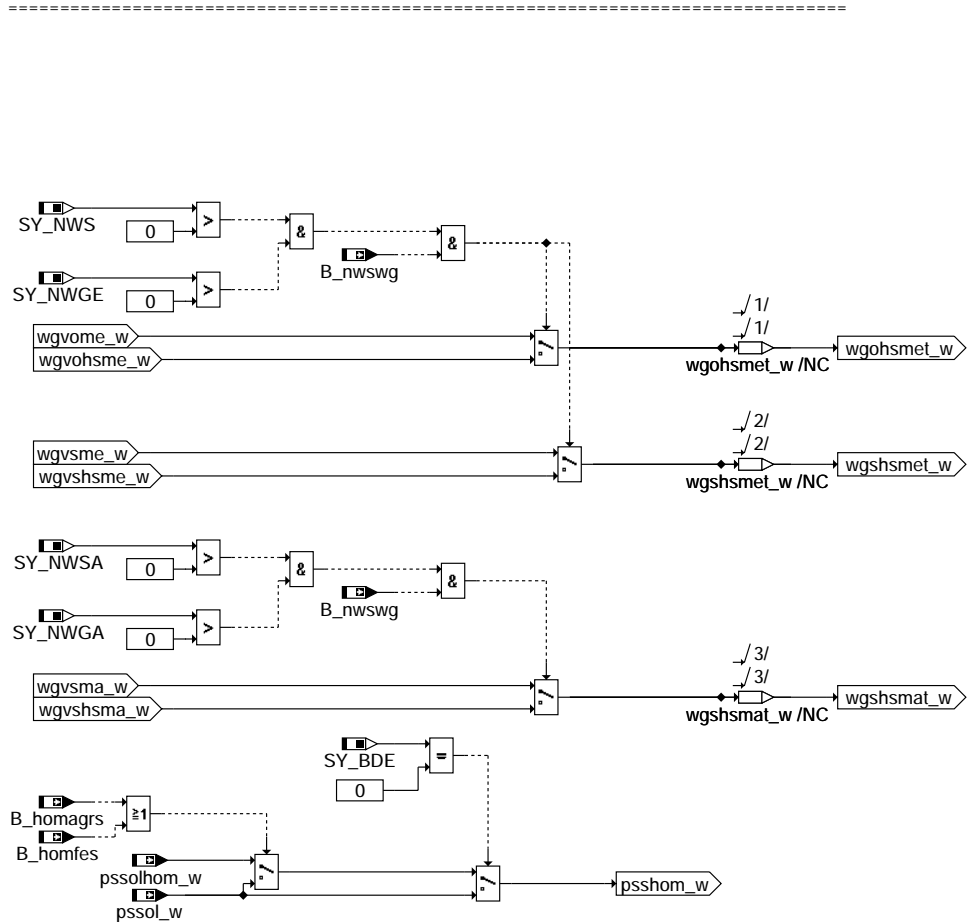 ================================================================================
SY_NWS
0
>
&
B_nwswg
&
SY_NWGE
0
>
wgvome_w
wgvohsme_w
1/
1/
wgohsmet_w /NC
wgohsmet_w
wgvsme_w
wgvshsme_w
2/
2/
wgshsmet_w /NC
wgshsmet_w
SY_NWSA
0
>
&
B_nwswg
&
SY_NWGA
0
>
wgvsma_w
wgvshsma_w
3/
3/
wgshsmat_w /NC
wgshsmat_w
SY_BDE
0
=
B_homagrs
B_homfes
≥1
pssolhom_w
pssol_w
psshom_w